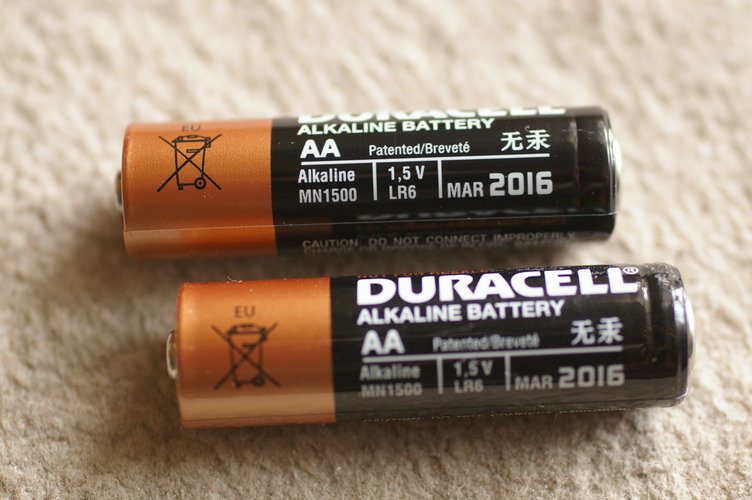 EU
DURACELL
ALKALINE BATTERY
AA Patented/Breveté 无汞
Alkaline 1,5 V
MN1500 LR6 MAR 2016
CAUTION: DO NOT CONNECT IMPROPERLY,
EU
DURACELL®
ALKALINE BATTERY
AA Patented/Breveté 无汞
Alkaline 1,5 V
MN1500 LR6 MAR 2016